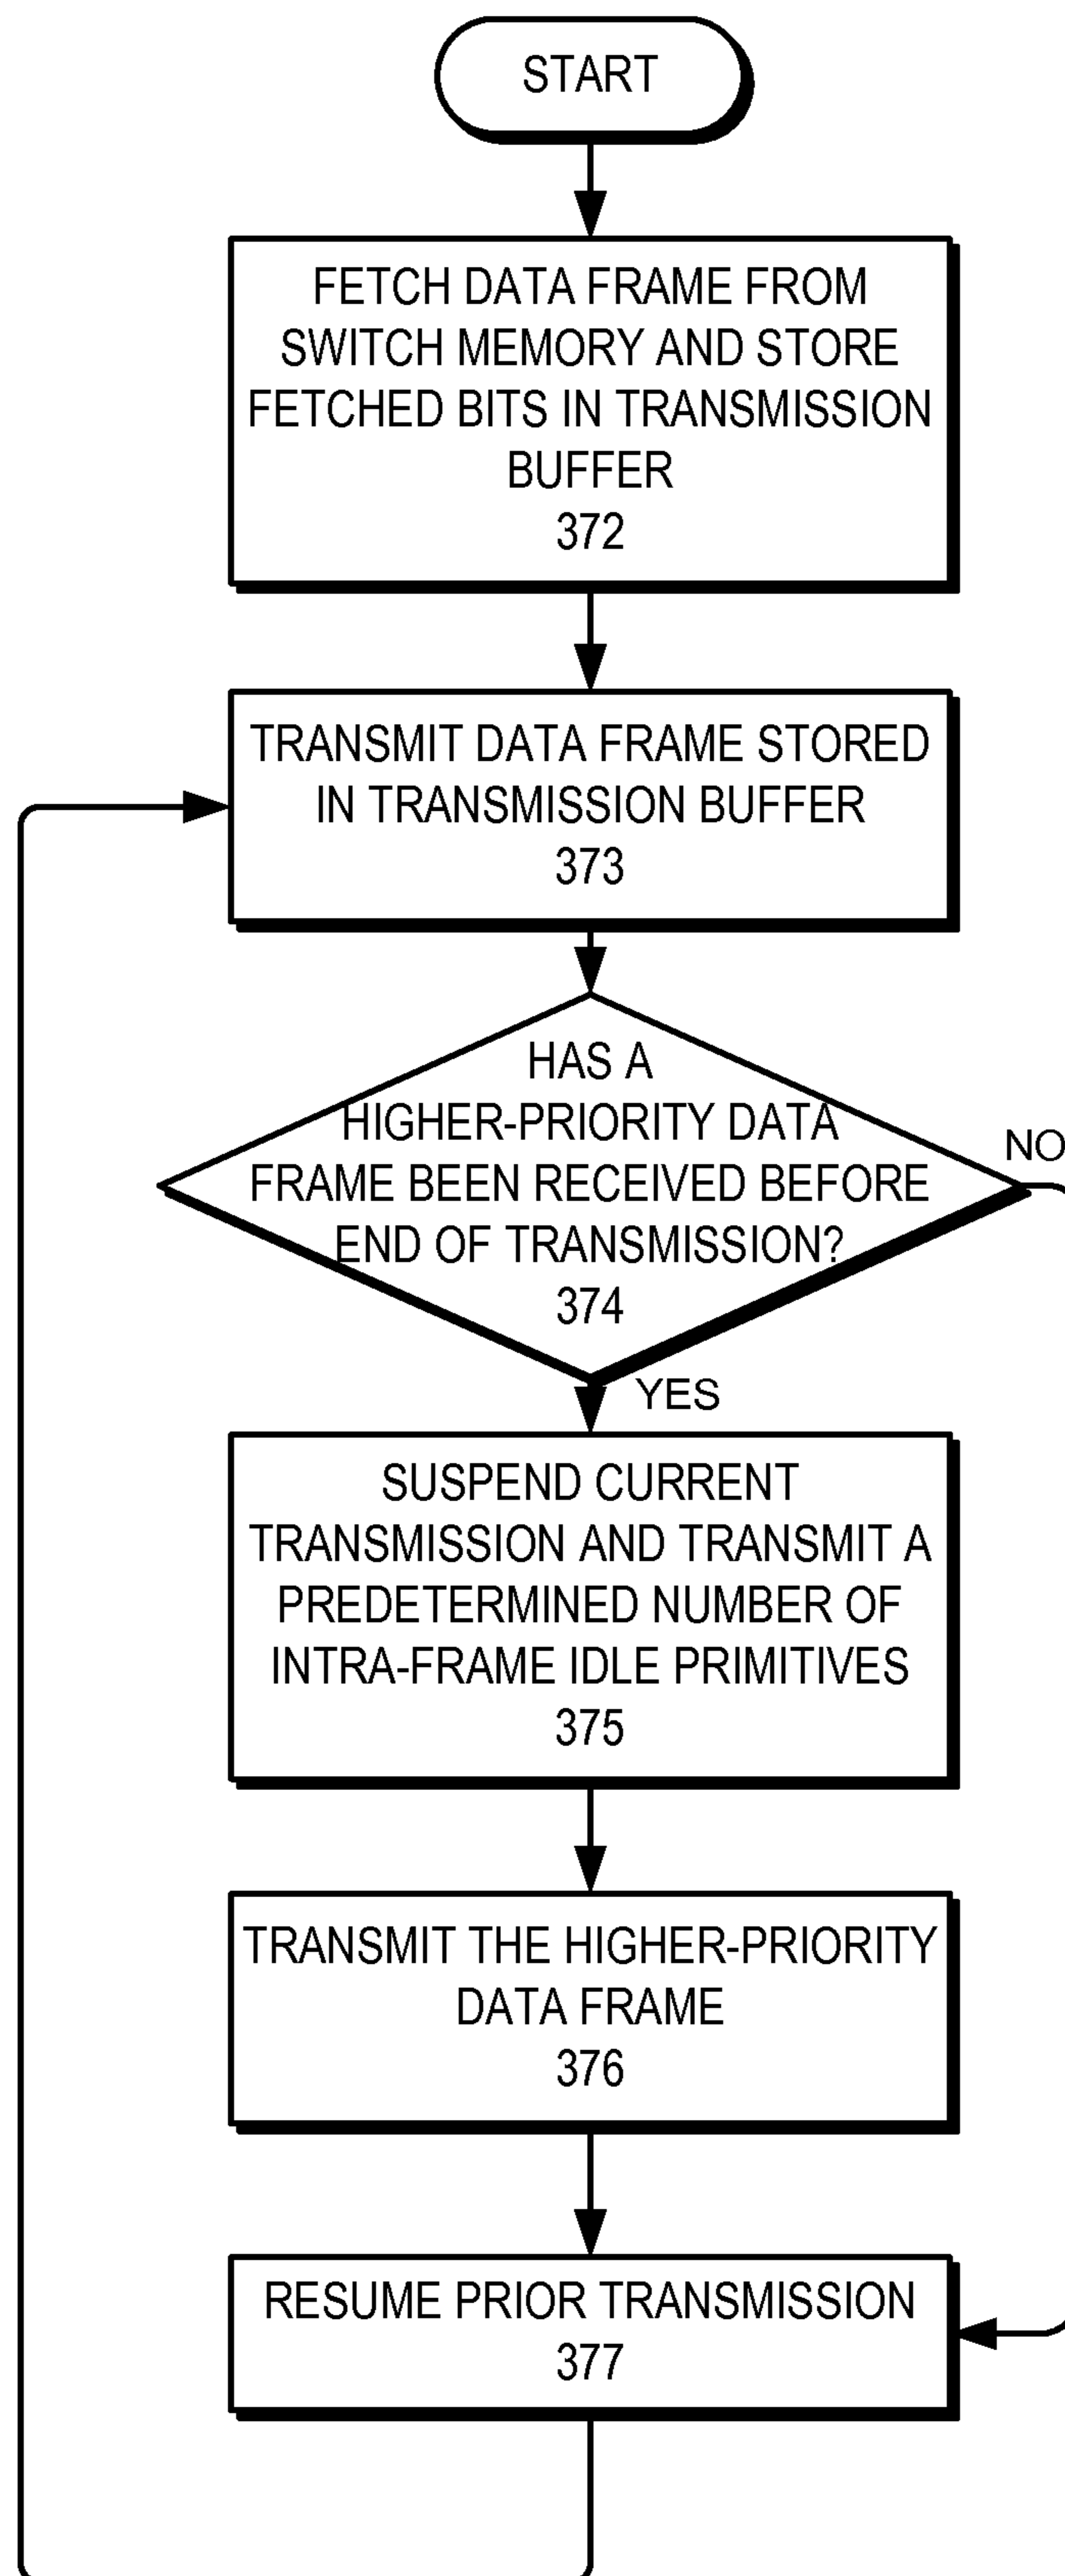 START
FETCH DATA FRAME FROM
SWITCH MEMORY AND STORE
FETCHED BITS IN TRANSMISSION
BUFFER
372
TRANSMIT DATA FRAME STORED
IN TRANSMISSION BUFFER
373
HAS A
HIGHER-PRIORITY DATA
FRAME BEEN RECEIVED BEFORE
END OF TRANSMISSION?
374
NO
YES
SUSPEND CURRENT
TRANSMISSION AND TRANSMIT A
PREDETERMINED NUMBER OF
INTRA-FRAME IDLE PRIMITIVES
375
TRANSMIT THE HIGHER-PRIORITY
DATA FRAME
376
RESUME PRIOR TRANSMISSION
377